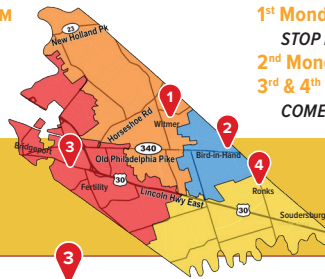 M
1st Mond
STOP
2nd Mond
3rd & 4th
COME
23
New Holland Pk
1
Witmer
Horseshoe Rd
2
Bird-in-Hand
Bridgeport
3
340
Old Philadelphia Pike
4
Ronks
30
Fertility
Lincoln Hwy East
30
Soudersburg
3